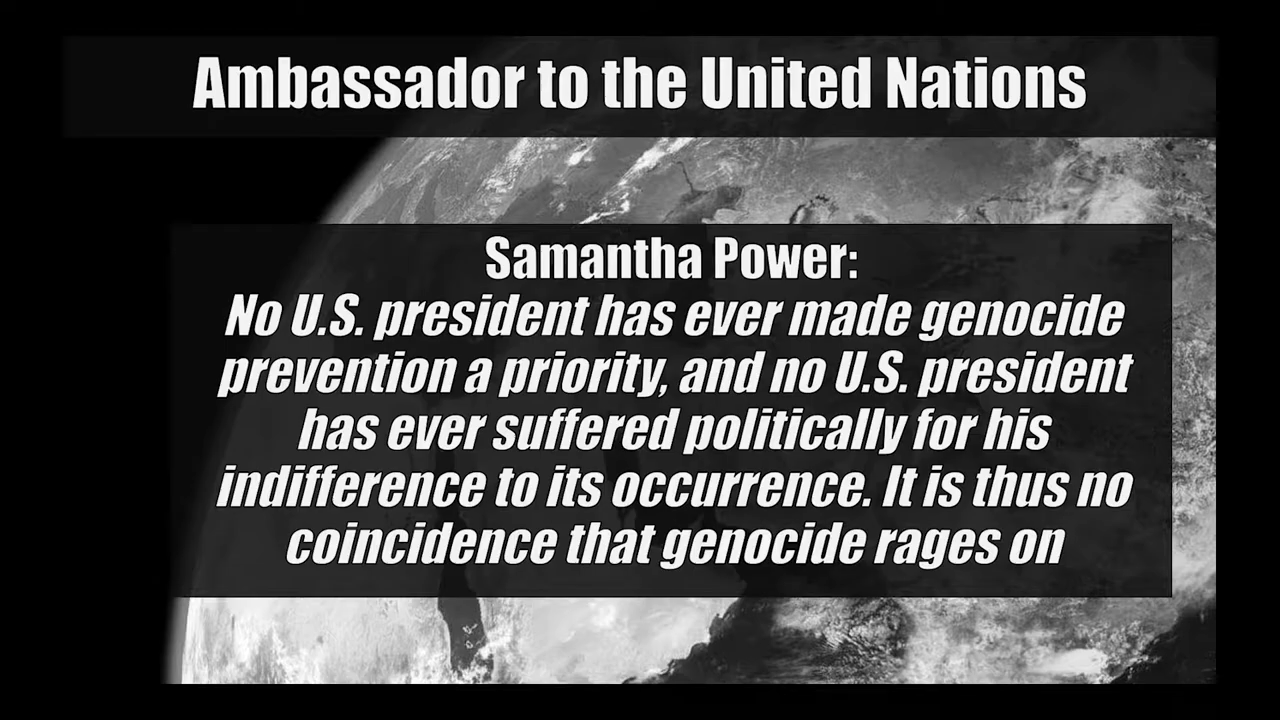 Ambassador to the United Nations
Samantha Power:
No U.S. president has ever made genocide
prevention a priority, and no U.S. president
has ever suffered politically for his
indifference to its occurrence. It is thus no
coincidence that genocide rages on